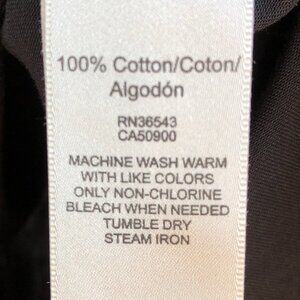 100% Cotton/Coton/
Algodón
RN36543
CA50900
MACHINE WASH WARM
WITH LIKE COLORS
ONLY NON-CHLORINE
BLEACH WHEN NEEDED
TUMBLE DRY
STEAM IRON